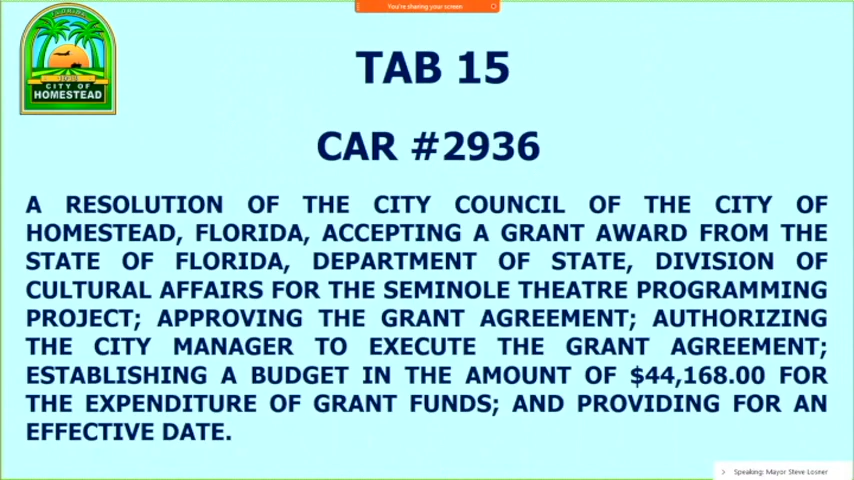 You're sharing your screen
FLORIDA
CITY OF
HOMESTEAD
TAB 15
CAR #2936
A RESOLUTION OF THE CITY COUNCIL OF THE CITY OF
HOMESTEAD, FLORIDA, ACCEPTING A GRANT AWARD FROM THE
STATE OF FLORIDA, DEPARTMENT OF STATE, DIVISION OF
CULTURAL AFFAIRS FOR THE SEMINOLE THEATRE PROGRAMMING
PROJECT; APPROVING THE GRANT AGREEMENT; AUTHORIZING
THE CITY MANAGER TO EXECUTE THE GRANT AGREEMENT;
ESTABLISHING A BUDGET IN THE AMOUNT OF $44,168.00 FOR
THE EXPENDITURE OF GRANT FUNDS; AND PROVIDING FOR AN
EFFECTIVE DATE.
Speaking: Mayor Steve Losner